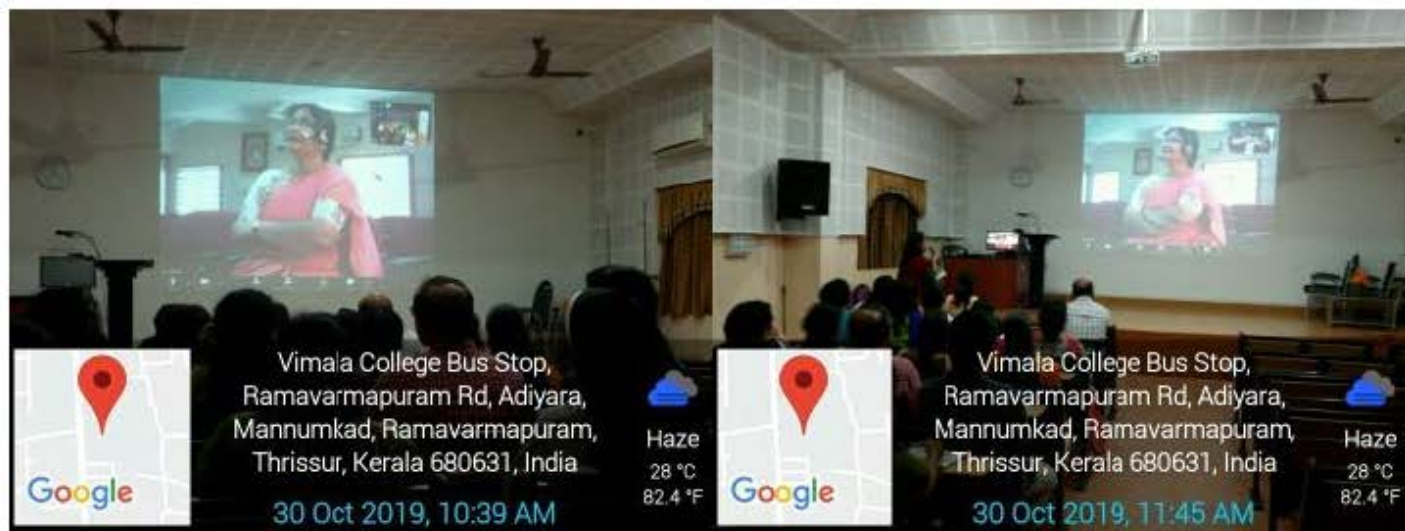 Vimala College Bus Stop,
Ramavarmapuram Rd, Adiyara,
Mannumkad, Ramavarmapuram,
Thrissur, Kerala 680631, India
30 Oct 2019, 10:39 AM
Haze
28 °C
82.4 °F
Google
Vimala College Bus Stop,
Ramavarmapuram Rd, Adiyara,
Mannumkad, Ramavarmapuram,
Thrissur, Kerala 680631, India
30 Oct 2019, 11:45 AM
Haze
28 °C
82.4 °F
Google